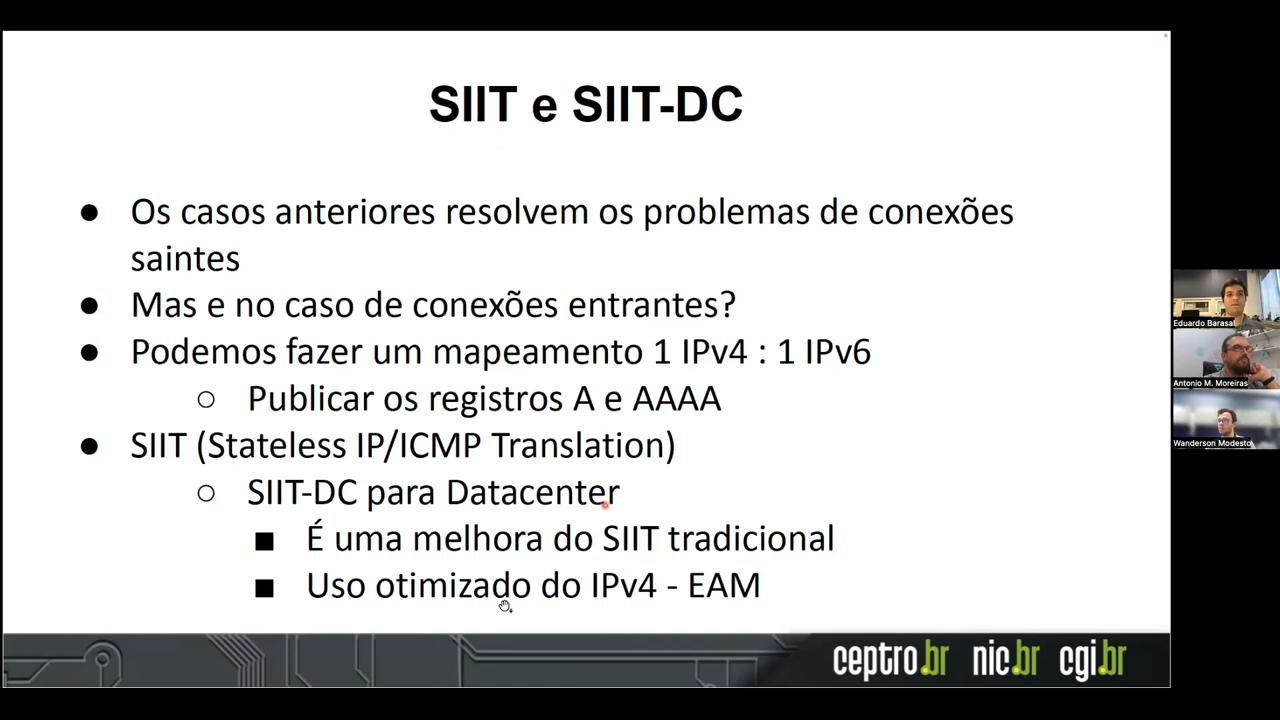 SIIT e SIIT-DC
● Os casos anteriores resolvem os problemas de conexões
saintes
● Mas e no caso de conexões entrantes?
● Podemos fazer um mapeamento 1 IPv4 : 1 IPv6
○ Publicar os registros A e AAAA
● SIIT (Stateless IP/ICMP Translation)
○ SIIT-DC para Datacenter
■ É uma melhora do SIIT tradicional
■ Uso otimizado do IPv4 - EAM
ceptro.br nic.br cgi.br
Eduardo Barasal
Antonio M. Moreiras
Wanderson Modesto